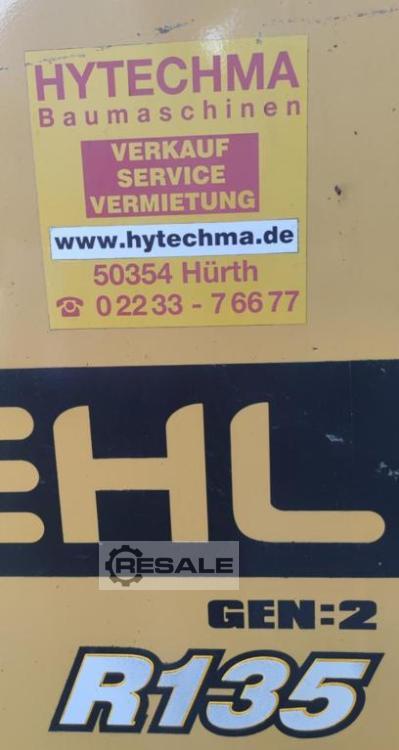 HYTECHMA
Baumaschinen
VERKAUF
SERVICE
VERMIETUNG
www.hytechma.de
50354 Hürth
☎ 02233 - 76677
EHL
RESALE
GEN:2
R135